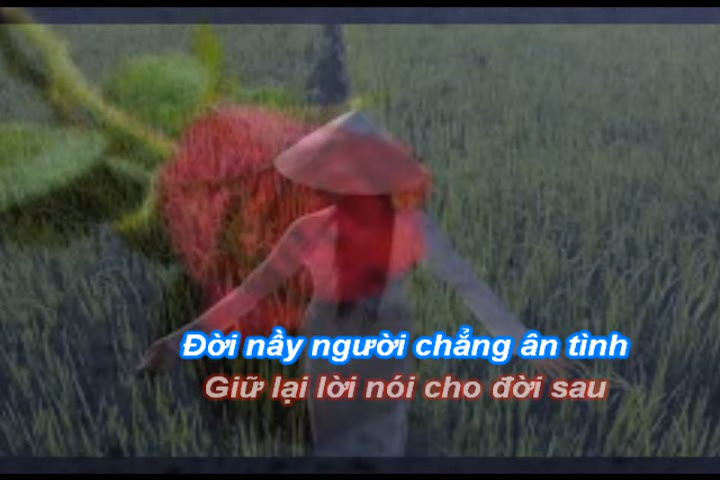 Đời nầy người chẳng ân tình
Giữ lại lời nói cho đời sau